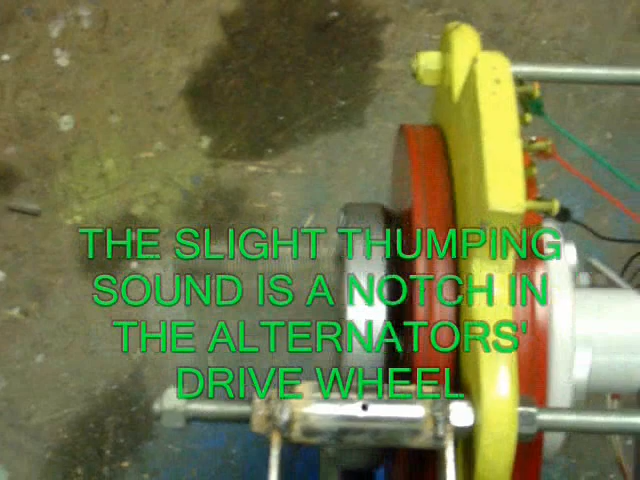 THE SLIGHT THUMPING
SOUND IS A NOTCH IN
THE ALTERNATORS'
DRIVE WHEEL